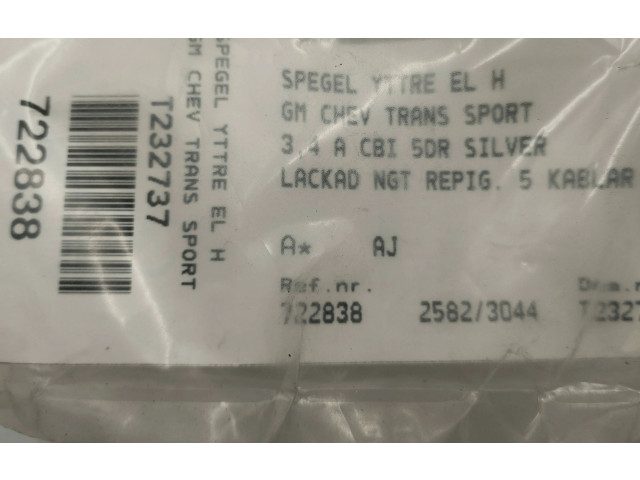 SPEGEL YTTRE EL H
GM CHEV TRANS SPORT
3,4 A CBI 5DR SILVER
LACKAD NGT REPIG. 5 KABLAR
A* AJ
Ref.nr.
722838 2582/3044 T2327
SPEGEL YTTRE EL H
GM CHEV TRANS SPORT
T232737
722838